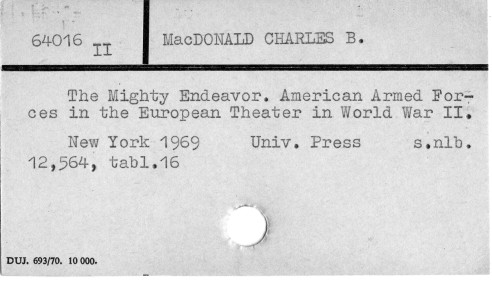 64016 II
MacDONALD CHARLES B.
The Mighty Endeavor. American Armed For-
ces in the European Theater in World War II.
New York 1969 Univ. Press s.nlb.
12,564, tabl.16
DUJ. 693/70. 10 000.